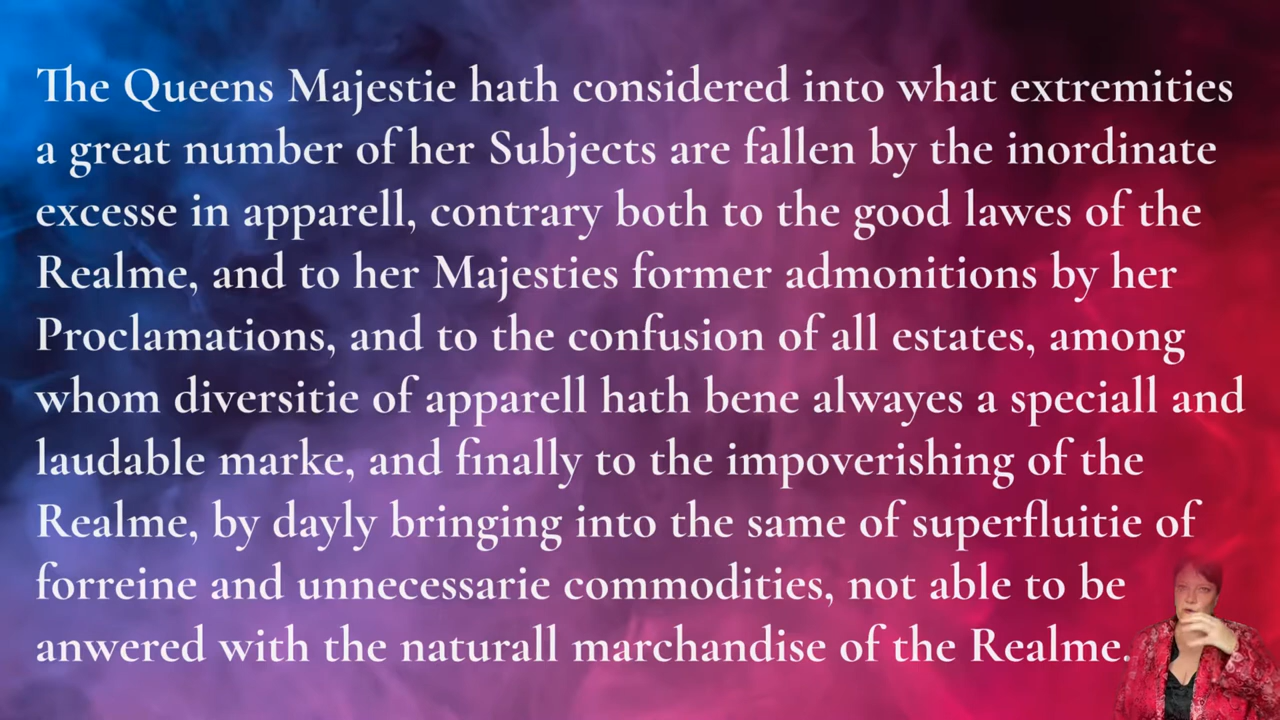 The Queens Majestie hath considered into what extremities
a great number of her Subjects are fallen by the inordinate
excesse in apparell, contrary both to the good lawes of the
Realme, and to her Majesties former admonitions by her
Proclamations, and to the confusion of all estates, among
whom diversitie of apparell hath bene alwayes a speciall and
laudable marke, and finally to the impoverishing of the
Realme, by dayly bringing into the same of superfluitie of
forreine and unnecessarie commodities, not able to be
anwered with the naturall marchandise of the Realme.